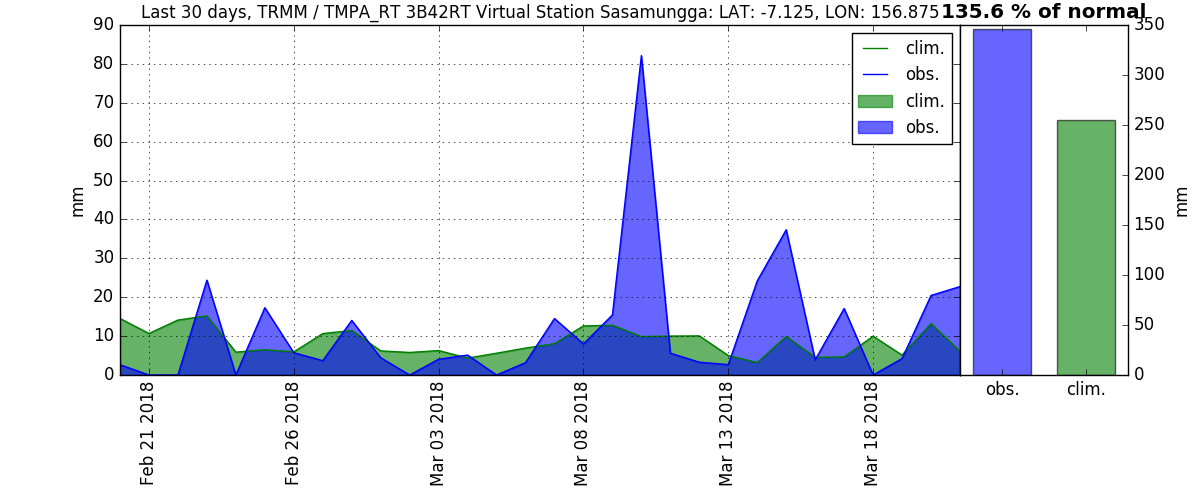 Last 30 days, TRMM / TMPA_RT 3B42RT Virtual Station Sasamungga: LAT: -7.125, LON: 156.875
135.6 % of normal
90
80
70
60
50
40
30
20
10
0
mm
clim.
obs.
clim.
obs.
Feb 21 2018
Feb 26 2018
Mar 03 2018
Mar 08 2018
Mar 13 2018
Mar 18 2018
350
300
250
200
150
100
50
0
mm
obs.
clim.